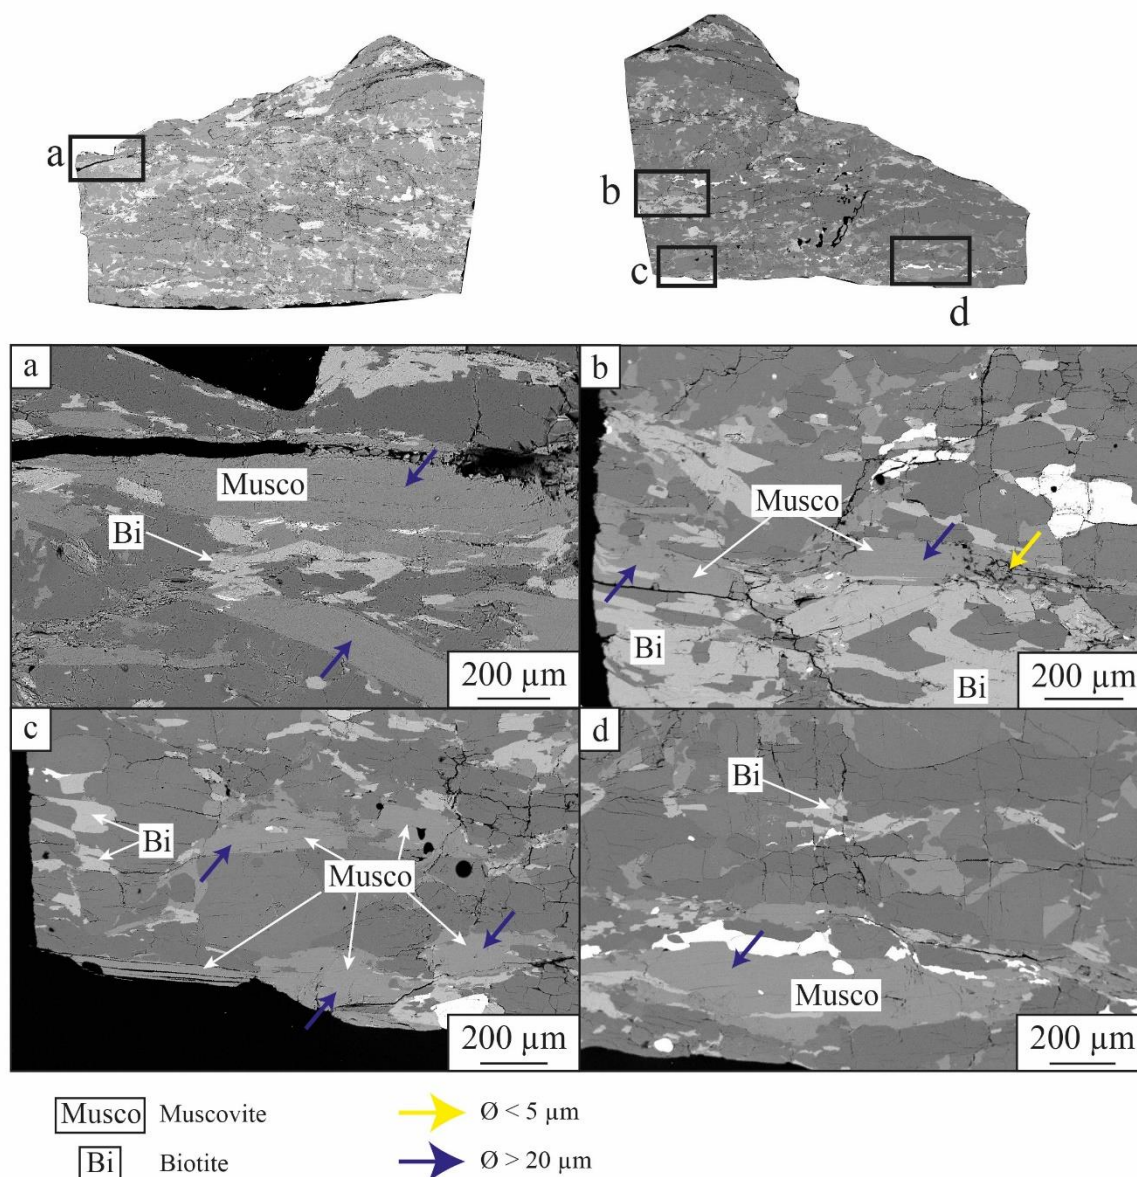 a
b
c
d
a
Musco
Bi
200 µm
b
Musco
Bi
Bi
200 µm
c
Bi
Musco
200 µm
d
Bi
Musco
200 µm
Musco Muscovite
Ø < 5 µm
Bi Biotite
Ø > 20 µm